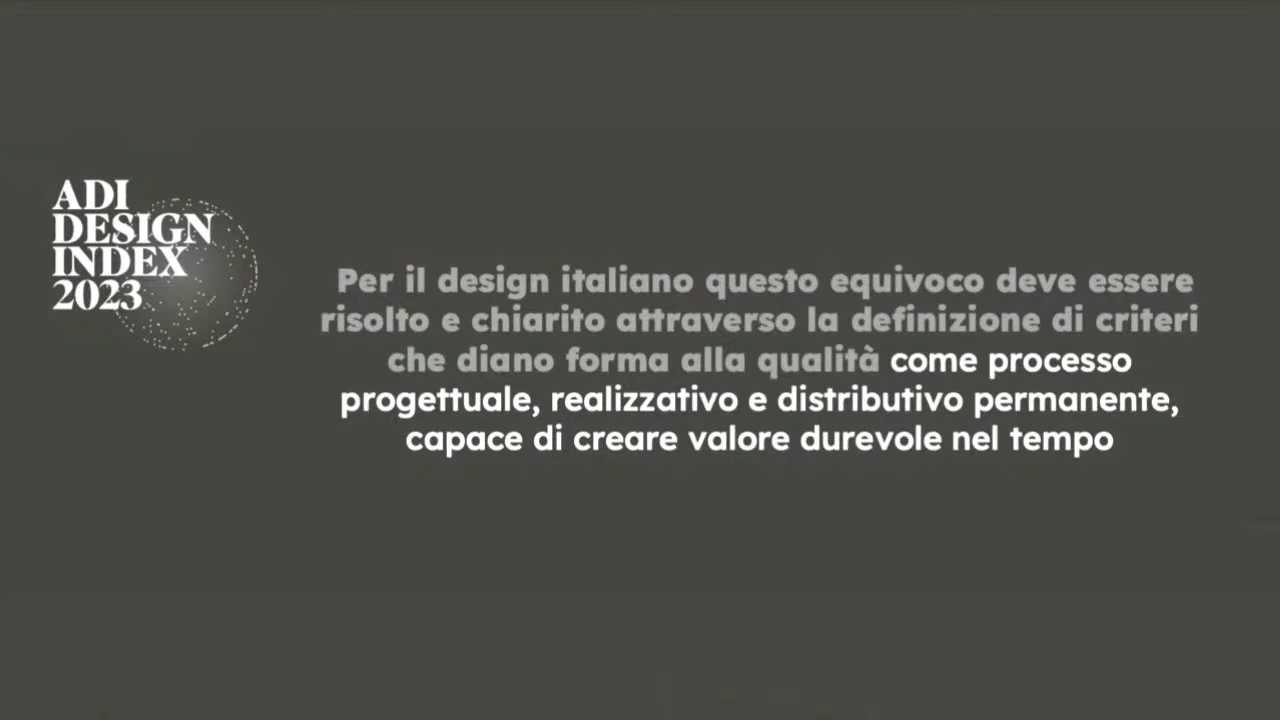 ADI
DESIGN
INDEX
2023
Per il design italiano questo equivoco deve essere
risolto e chiarito attraverso la definizione di criteri
che diano forma alla qualità come processo
progettuale, realizzativo e distributivo permanente,
capace di creare valore durevole nel tempo